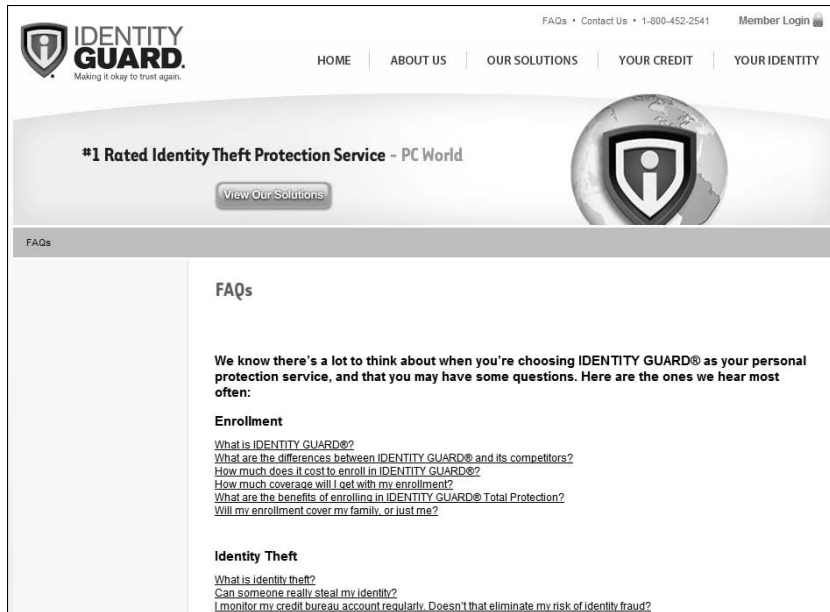 FAQs • Contact Us • 1-800-452-2541 Member Login
IDENTITY
GUARD.
Making it okay to trust again.
HOME ABOUT US OUR SOLUTIONS YOUR CREDIT YOUR IDENTITY
#1 Rated Identity Theft Protection Service - PC World
View Our Solutions
FAQs
FAQs
We know there's a lot to think about when you're choosing IDENTITY GUARD® as your personal
protection service, and that you may have some questions. Here are the ones we hear most
often:
Enrollment
What is IDENTITY GUARD®?
What are the differences between IDENTITY GUARD® and its competitors?
How much does it cost to enroll in IDENTITY GUARD®?
How much coverage will I get with my enrollment?
What are the benefits of enrolling in IDENTITY GUARD® Total Protection?
Will my enrollment cover my family, or just me?
Identity Theft
What is identity theft?
Can someone really steal my identity?
I monitor my credit bureau account regularly. Doesn't that eliminate my risk of identity fraud?